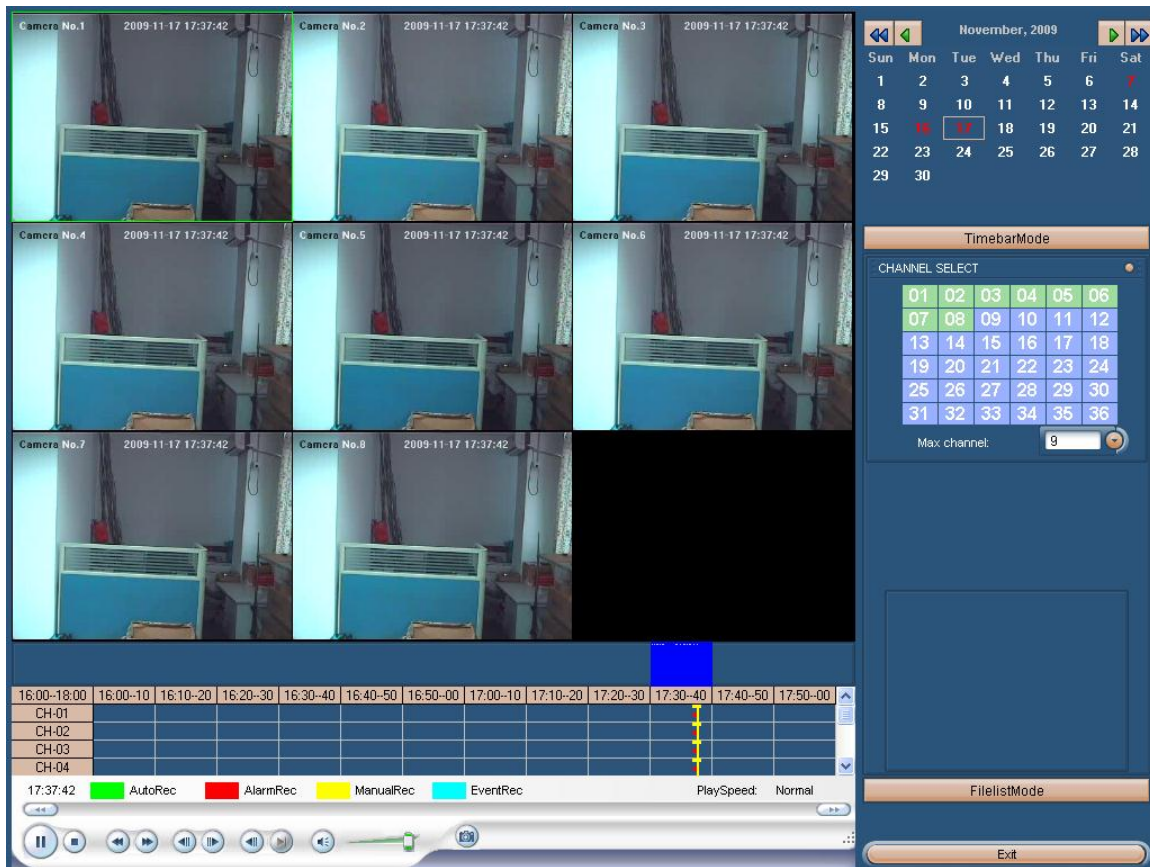 Camera No.1 2009-11-17 17:37:42
Camera No.2 2009-11-17 17:37:42
Camera No.3 2009-11-17 17:37:42
Camera No.4 2009-11-17 17:37:42
Camera No.5 2009-11-17 17:37:42
Camera No.6 2009-11-17 17:37:42
Camera No.7 2009-11-17 17:37:42
Camera No.8 2009-11-17 17:37:42
16:00--18:00 16:00--10 16:10--20 16:20--30 16:30--40 16:40--50 16:50--00 17:00--10 17:10--20 17:20--30 17:30--40 17:40--50 17:50--00
CH-01
CH-02
CH-03
CH-04
17:37:42 AutoRec AlarmRec ManualRec EventRec PlaySpeed: Normal
November, 2009
Sun Mon Tue Wed Thu Fri Sat
1 2 3 4 5 6 7
8 9 10 11 12 13 14
15 16 17 18 19 20 21
22 23 24 25 26 27 28
29 30
TimebarMode
CHANNEL SELECT
01 02 03 04 05 06
07 08 09 10 11 12
13 14 15 16 17 18
19 20 21 22 23 24
25 26 27 28 29 30
31 32 33 34 35 36
Max channel: 9
FilelistMode
Exit